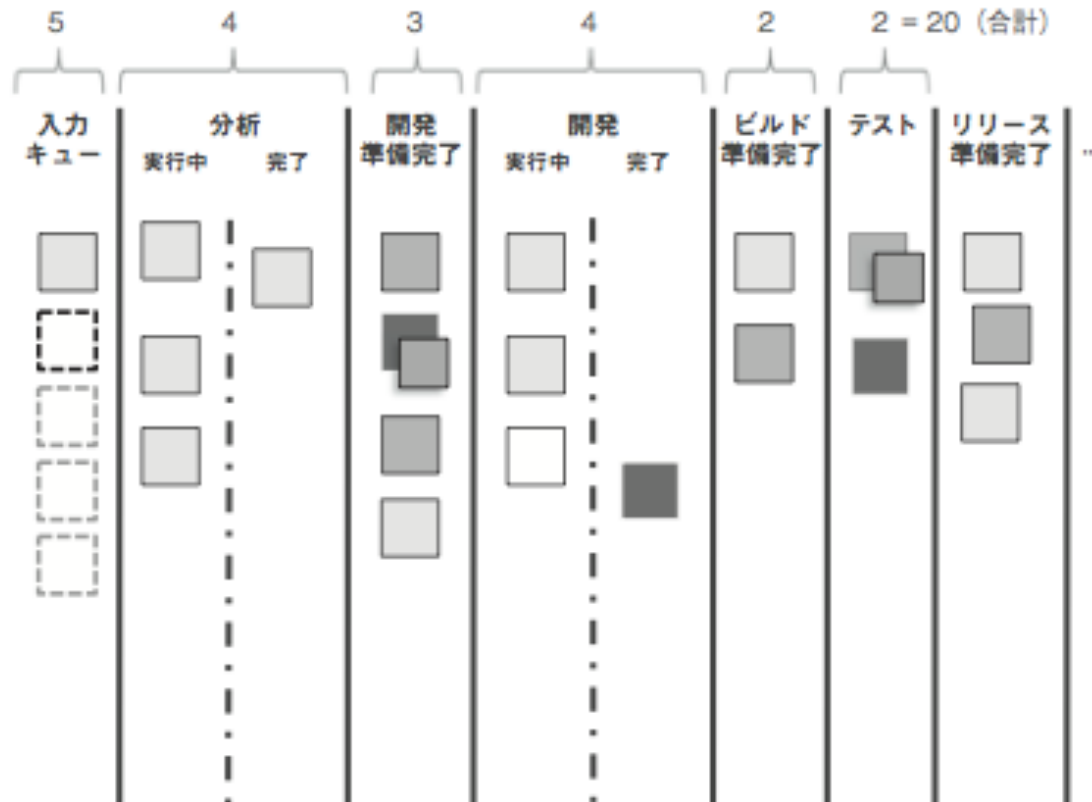 5 4 3 4 2 2 = 20（合計）
入力
キュー
分析
実行中 完了
開発
準備完了
開発
実行中 完了
ビルド
準備完了
テスト
リリース
準備完了
...